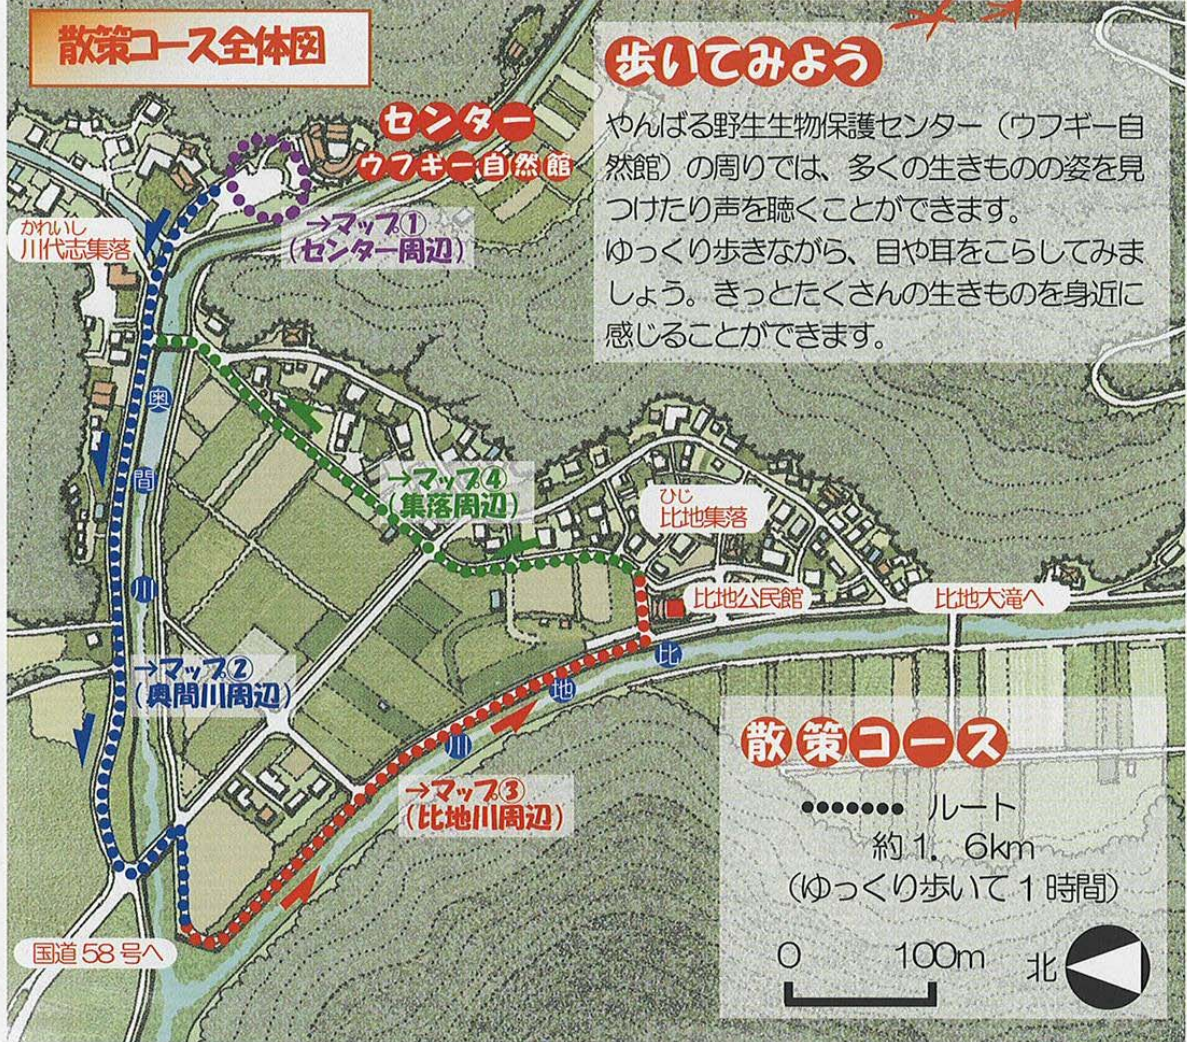 散策コース全体図
歩いてみよう
やんばる野生生物保護センター（ウフギー自
然館）の周りでは、多くの生きものの姿を見
つけたり声を聴くことができます。
ゆっくり歩きながら、目や耳をこらしてみま
しょう。きっとたくさんの生きものを身近に
感じることができます。
センター
ウフギー自然館
→マップ①
（センター周辺）
かれいし
川代志集落
奥間川
→マップ④
（集落周辺）
ひじ
比地集落
比地公民館
比地大滝へ
→マップ②
（奥間川周辺）
比地川
→マップ③
（比地川周辺）
国道58号へ
散策コース
ルート
約1．6km
（ゆっくり歩いて1時間）
0 100m
北